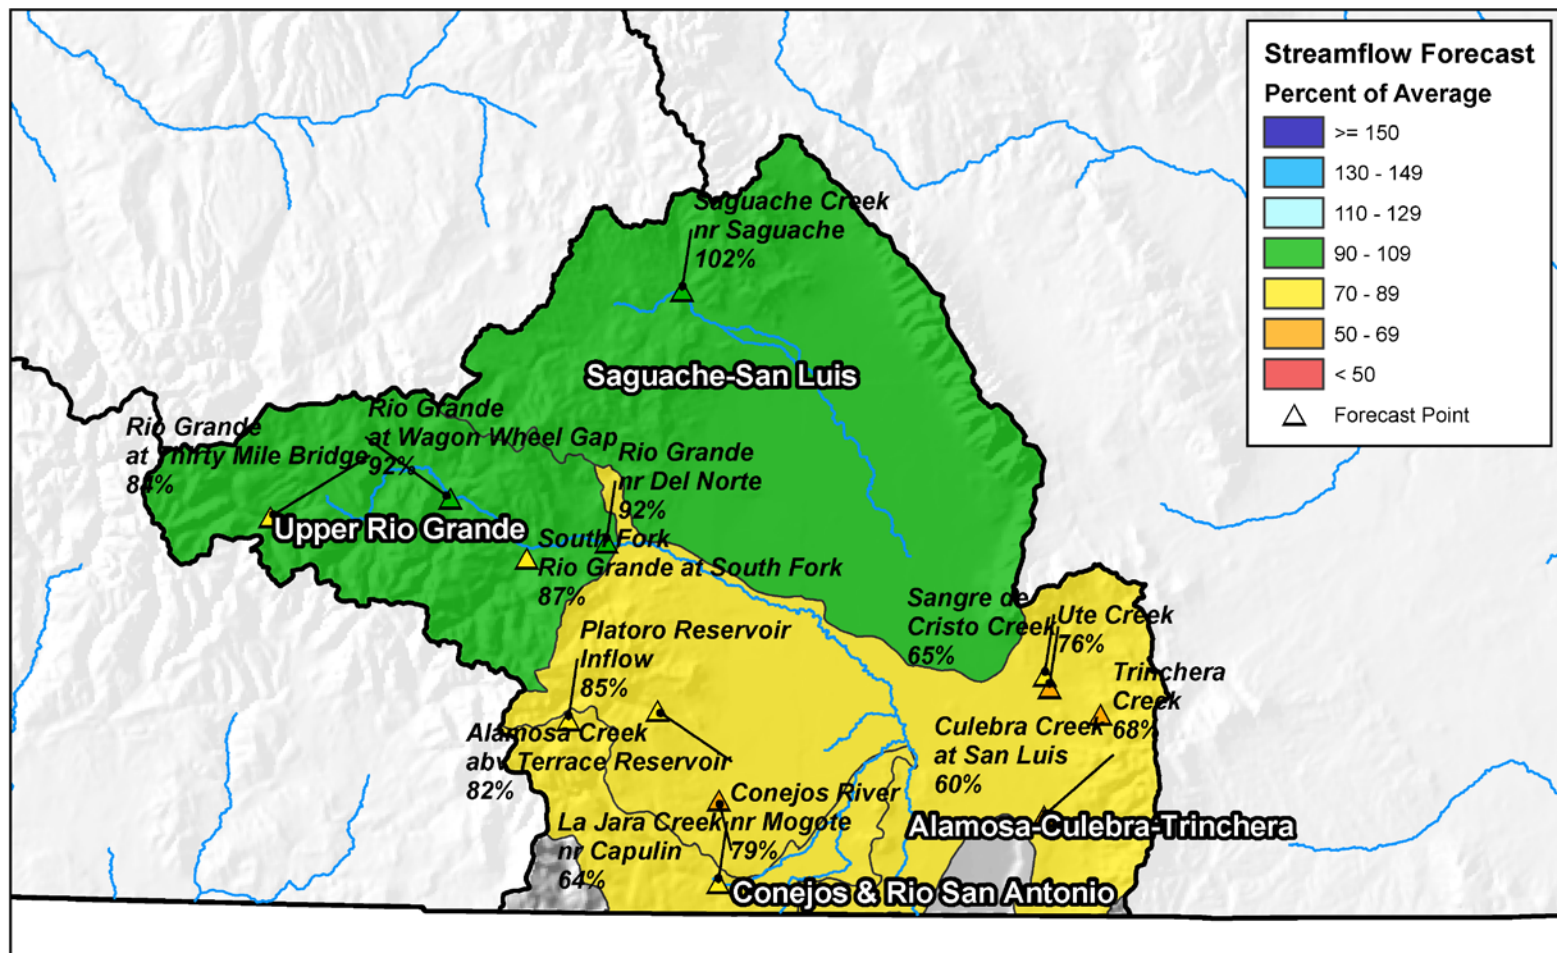 Streamflow Forecast
Percent of Average
>= 150
130 - 149
110 - 129
90 - 109
70 - 89
50 - 69
< 50
Forecast Point
Saguache Creek
nr Saguache
102%
Saguache-San Luis
Rio Grande
at Thirty Mile Bridge
84%
Rio Grande
at Wagon Wheel Gap
92%
Rio Grande
nr Del Norte
92%
Upper Rio Grande
South Fork
Rio Grande at South Fork
87%
Platoro Reservoir
Inflow
85%
Sangre de
Cristo Creek
65%
Ute Creek
76%
Trinchera
Creek
68%
Alamosa Creek
abv Terrace Reservoir
82%
Culebra Creek
at San Luis
60%
Conejos River
nr Mogote
79%
La Jara Creek
nr Capulin
64%
Alamosa-Culebra-Trinchera
Conejos & Rio San Antonio